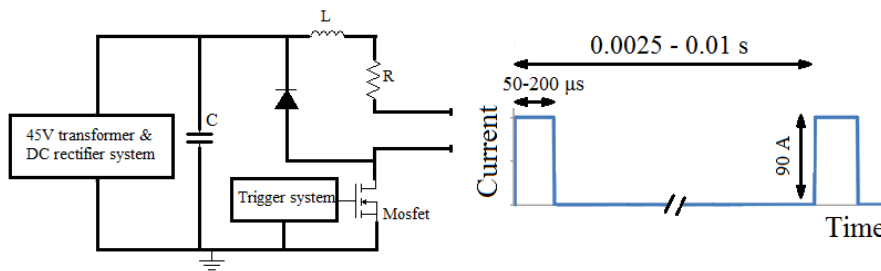 L
R
C
45V transformer &
DC rectifier system
Trigger system
Mosfet
0.0025 - 0.01 s
50-200 µs
Current
90 A
Time